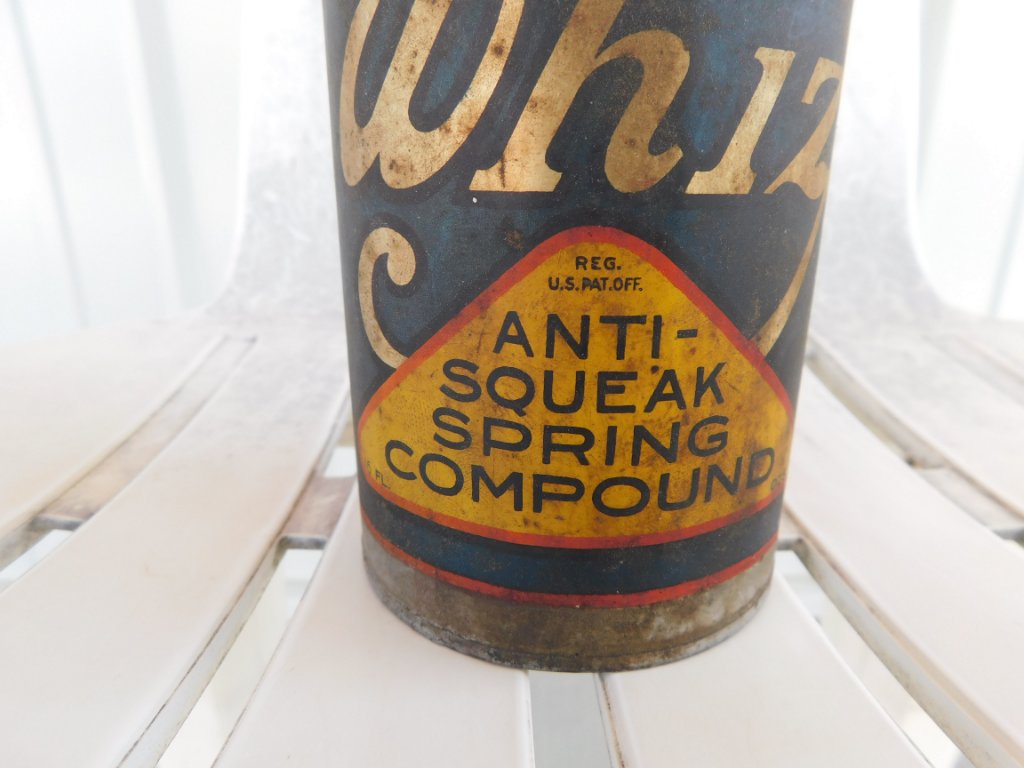 Whiz
REG.
U.S. PAT. OFF.
ANTI-
SQUEAK
SPRING
COMPOUND